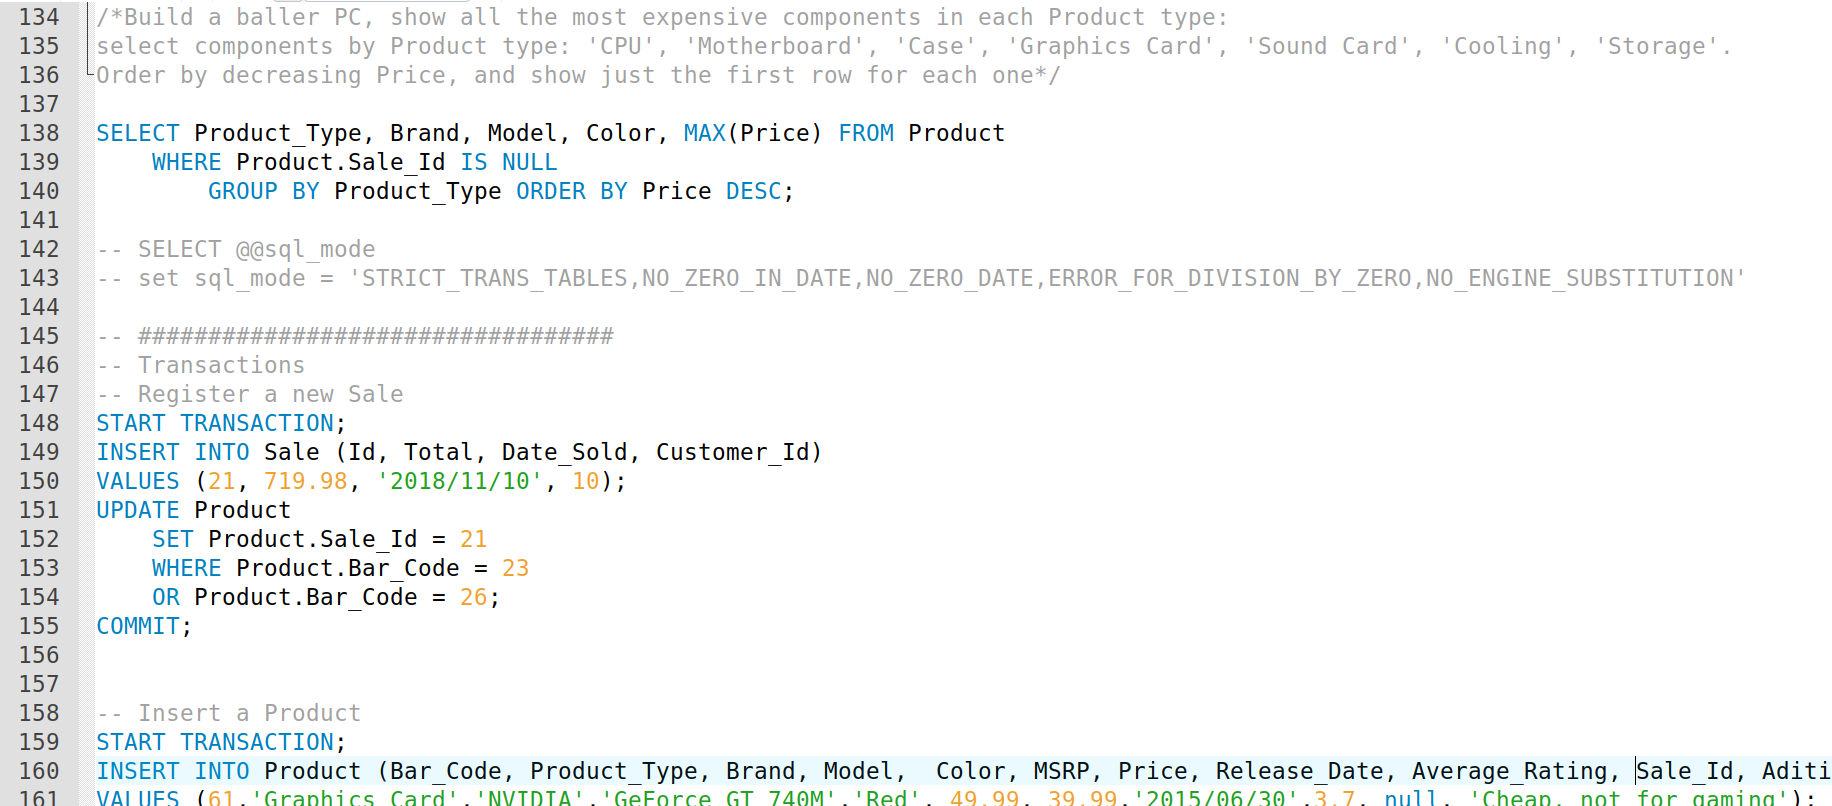 134 /*Build a baller PC, show all the most expensive components in each Product type:
135 select components by Product type: 'CPU', 'Motherboard', 'Case', 'Graphics Card', 'Sound Card', 'Cooling', 'Storage'.
136 Order by decreasing Price, and show just the first row for each one*/
137
138 SELECT Product_Type, Brand, Model, Color, MAX(Price) FROM Product
139     WHERE Product.Sale_Id IS NULL
140         GROUP BY Product_Type ORDER BY Price DESC;
141
142 -- SELECT @@sql_mode
143 -- set sql_mode = 'STRICT_TRANS_TABLES,NO_ZERO_IN_DATE,NO_ZERO_DATE,ERROR_FOR_DIVISION_BY_ZERO,NO_ENGINE_SUBSTITUTION'
144
145 -- ##################################
146 -- Transactions
147 -- Register a new Sale
148 START TRANSACTION;
149 INSERT INTO Sale (Id, Total, Date_Sold, Customer_Id)
150 VALUES (21, 719.98, '2018/11/10', 10);
151 UPDATE Product
152     SET Product.Sale_Id = 21
153     WHERE Product.Bar_Code = 23
154     OR Product.Bar_Code = 26;
155 COMMIT;
156
157
158 -- Insert a Product
159 START TRANSACTION;
160 INSERT INTO Product (Bar_Code, Product_Type, Brand, Model,  Color, MSRP, Price, Release_Date, Average_Rating, Sale_Id, Aditi
161 VALUES (61,'Graphics Card','NVIDIA','GeForce GT 740M','Red', 49.99, 39.99,'2015/06/30',3.7, null, 'Cheap, not for gaming');